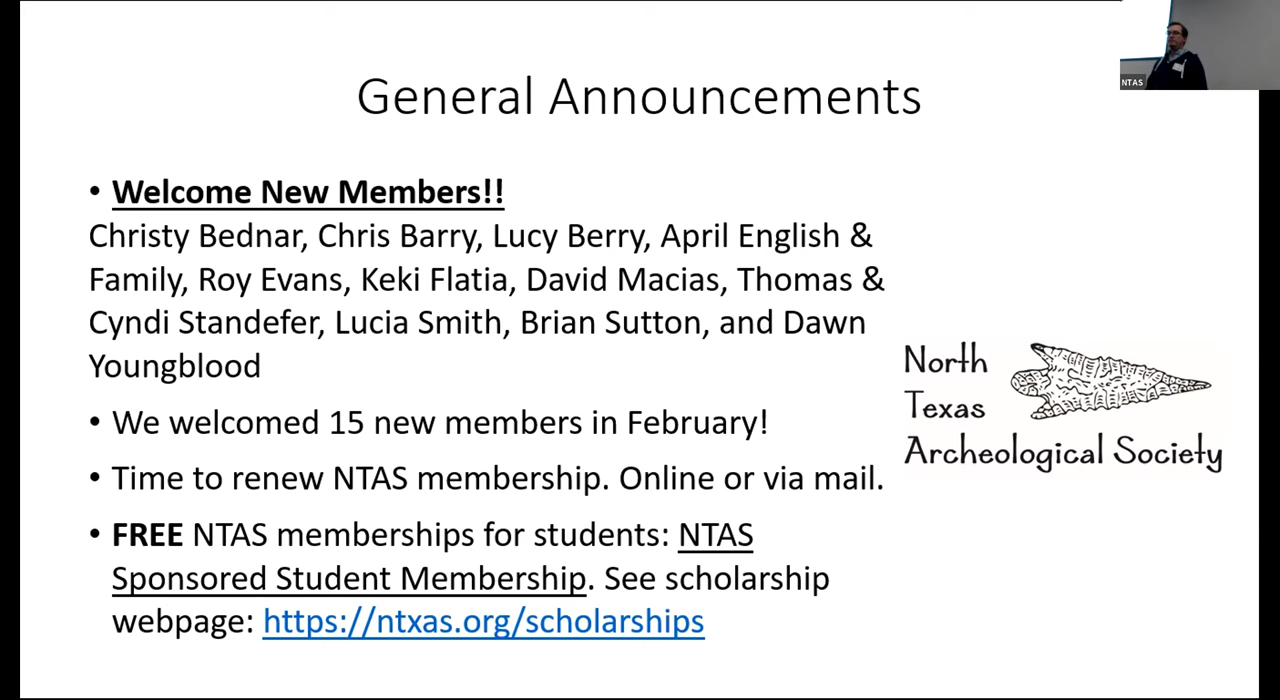 General Announcements
NTAS
• Welcome New Members!!
Christy Bednar, Chris Barry, Lucy Berry, April English &
Family, Roy Evans, Keki Flatia, David Macias, Thomas &
Cyndi Standefer, Lucia Smith, Brian Sutton, and Dawn
Youngblood
• We welcomed 15 new members in February!
• Time to renew NTAS membership. Online or via mail.
• FREE NTAS memberships for students: NTAS
Sponsored Student Membership. See scholarship
webpage: https://ntxas.org/scholarships
North
Texas
Archeological Society